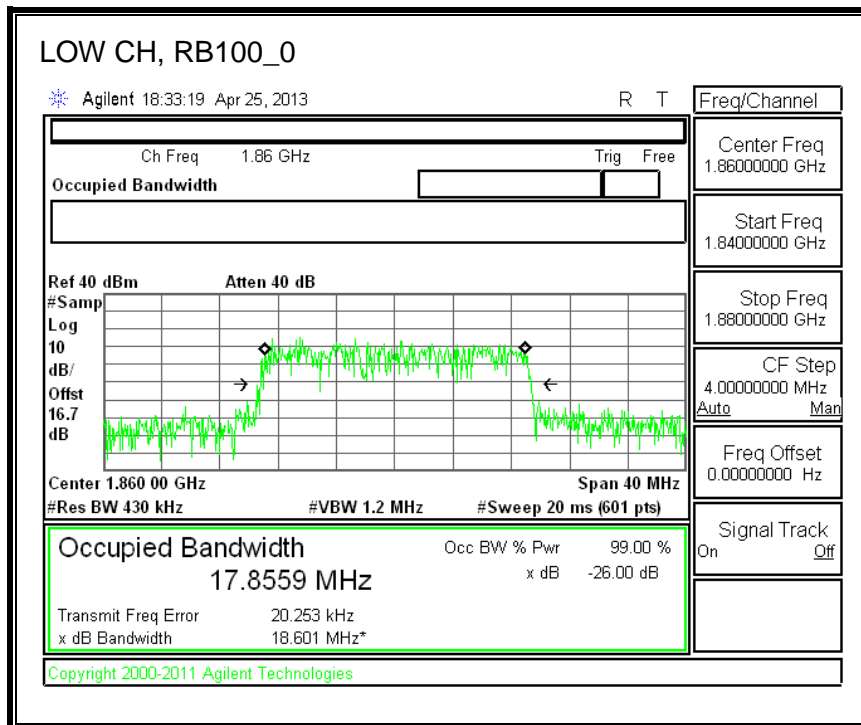 LOW CH, RB100_0
Agilent 18:33:19 Apr 25, 2013 R T
Freq/Channel
Ch Freq 1.86 GHz Trig Free
Occupied Bandwidth
Center Freq
1.86000000 GHz
Start Freq
1.84000000 GHz
Stop Freq
1.88000000 GHz
CF Step
4.00000000 MHz
Auto Man
Freq Offset
0.00000000 Hz
Signal Track
On Off
Ref 40 dBm Atten 40 dB
#Samp
Log
10
dB/
Offst
16.7
dB
Center 1.860 00 GHz Span 40 MHz
#Res BW 430 kHz #VBW 1.2 MHz #Sweep 20 ms (601 pts)
Occupied Bandwidth Occ BW % Pwr 99.00 %
17.8559 MHz x dB -26.00 dB
Transmit Freq Error 20.253 kHz
x dB Bandwidth 18.601 MHz*
Copyright 2000-2011 Agilent Technologies